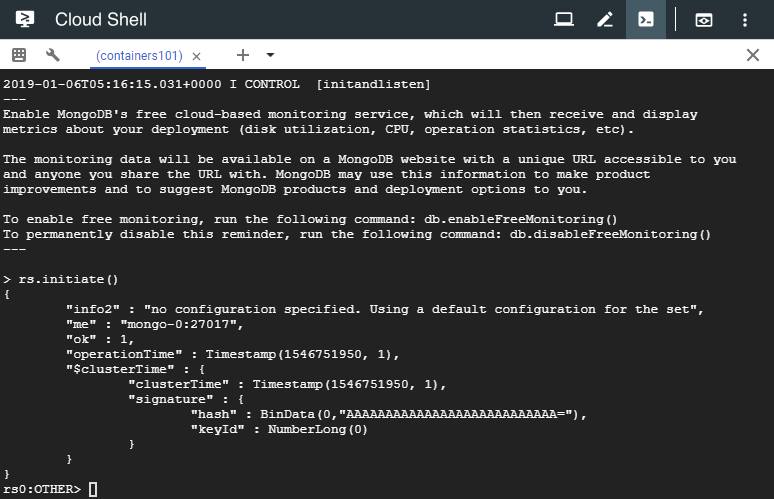 Cloud Shell
(containers101)
2019-01-06T05:16:15.031+0000 I CONTROL  [initandlisten]
---
Enable MongoDB's free cloud-based monitoring service, which will then receive and display
metrics about your deployment (disk utilization, CPU, operation statistics, etc).
The monitoring data will be available on a MongoDB website with a unique URL accessible to you
and anyone you share the URL with. MongoDB may use this information to make product
improvements and to suggest MongoDB products and deployment options to you.
To enable free monitoring, run the following command: db.enableFreeMonitoring()
To permanently disable this reminder, run the following command: db.disableFreeMonitoring()
---
> rs.initiate()
{
        "info2" : "no configuration specified. Using a default configuration for the set",
        "me" : "mongo-0:27017",
        "ok" : 1,
        "operationTime" : Timestamp(1546751950, 1),
        "$clusterTime" : {
                "clusterTime" : Timestamp(1546751950, 1),
                "signature" : {
                        "hash" : BinData(0,"AAAAAAAAAAAAAAAAAAAAAAAAAAA="),
                        "keyId" : NumberLong(0)
                }
        }
}
rs0:OTHER>